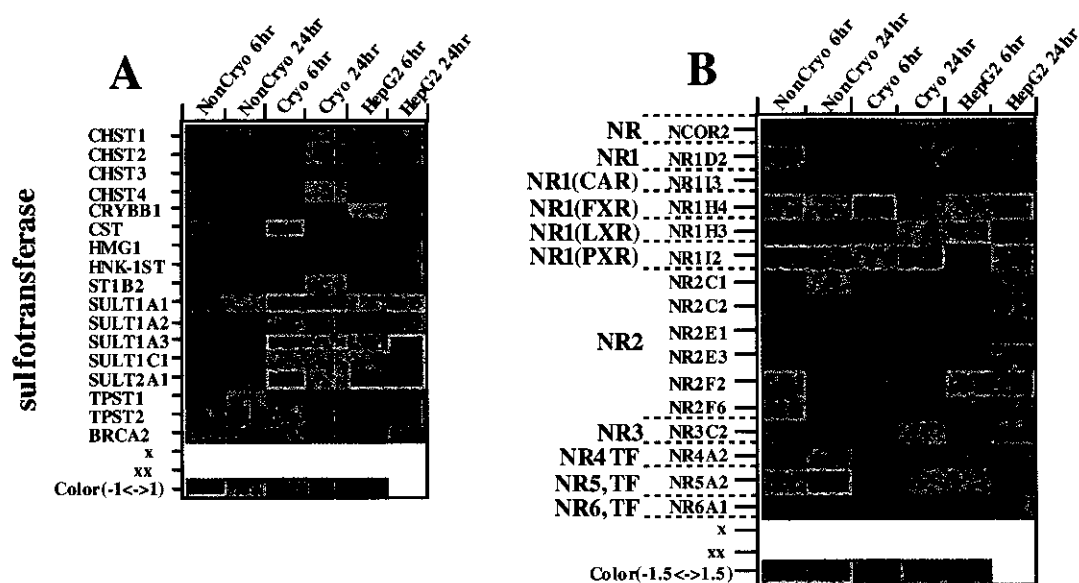 A
NonCryo 6hr
NonCryo 24hr
Cryo 6hr
Cryo 24hr
HepG2 6hr
HepG2 24hr
sulfotransferase
CHST1
CHST2
CHST3
CHST4
CRYBB1
CST
HMG1
HNK-1ST
ST1B2
SULT1A1
SULT1A2
SULT1A3
SULT1C1
SULT2A1
TPST1
TPST2
BRCA2
x
xx
Color(-1<->1)
B
NonCryo 6hr
NonCryo 24hr
Cryo 6hr
Cryo 24hr
HepG2 6hr
HepG2 24hr
NR NCOR2
NR1 NR1D2
NR1(CAR) NR1I3
NR1(FXR) NR1H4
NR1(LXR) NR1H3
NR1(PXR) NR1I2
NR2C1
NR2C2
NR2 NR2E1
NR2E3
NR2F2
NR2F6
NR3 NR3C2
NR4 TF NR4A2
NR5,TF NR5A2
NR6,TF NR6A1
x
xx
Color(-1.5<->1.5)